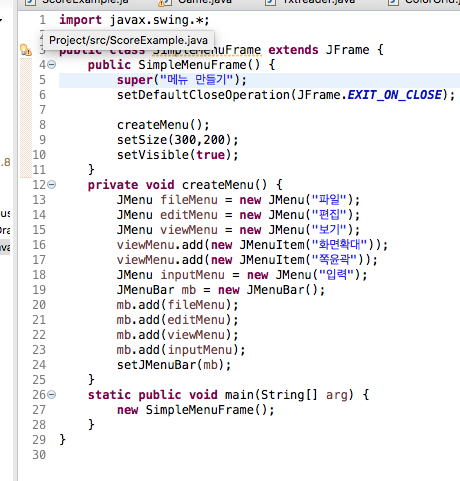 ScoreExample.ja
Game.java
Txtreader.java
ColorGrid.j
1 import javax.swing.*;
2
Project/src/ScoreExample.java
3 public class SimpleMenuFrame extends JFrame {
4 public SimpleMenuFrame() {
5 super("메뉴 만들기");
6 setDefaultCloseOperation(JFrame.EXIT_ON_CLOSE);
7
8 createMenu();
9 setSize(300,200);
10 setVisible(true);
11 }
12 private void createMenu() {
13 JMenu fileMenu = new JMenu("파일");
14 JMenu editMenu = new JMenu("편집");
15 JMenu viewMenu = new JMenu("보기");
16 viewMenu.add(new JMenuItem("화면확대"));
17 viewMenu.add(new JMenuItem("쪽윤곽"));
18 JMenu inputMenu = new JMenu("입력");
19 JMenuBar mb = new JMenuBar();
20 mb.add(fileMenu);
21 mb.add(editMenu);
22 mb.add(viewMenu);
23 mb.add(inputMenu);
24 setJMenuBar(mb);
25 }
26 static public void main(String[] arg) {
27 new SimpleMenuFrame();
28 }
29 }
30
.8
us
Dra
ava